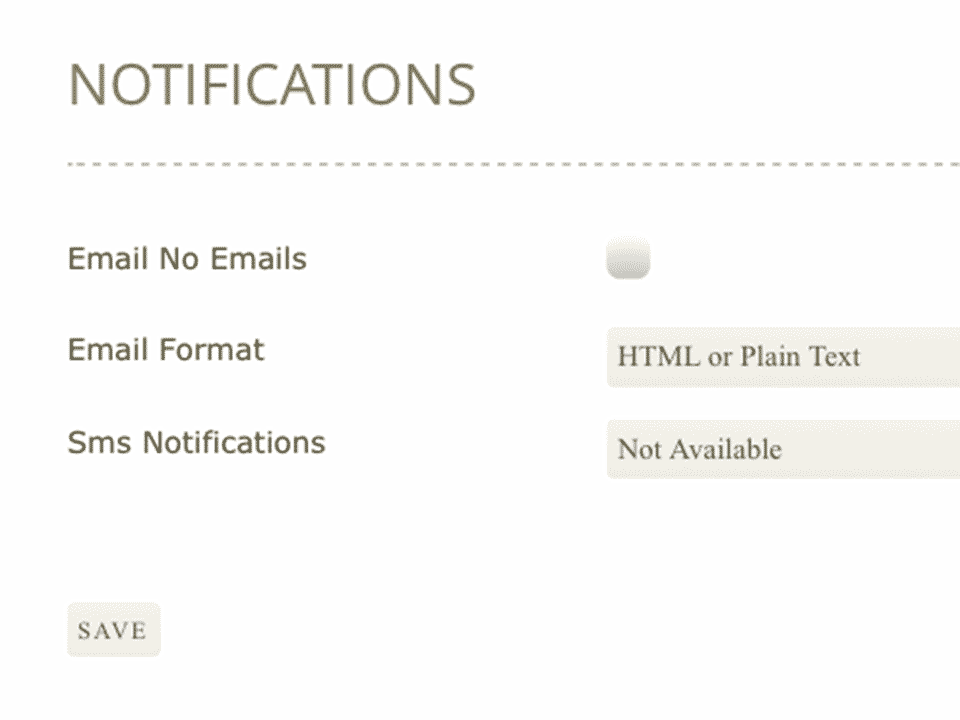 NOTIFICATIONS
Email No Emails
Email Format HTML or Plain Text
Sms Notifications Not Available
SAVE